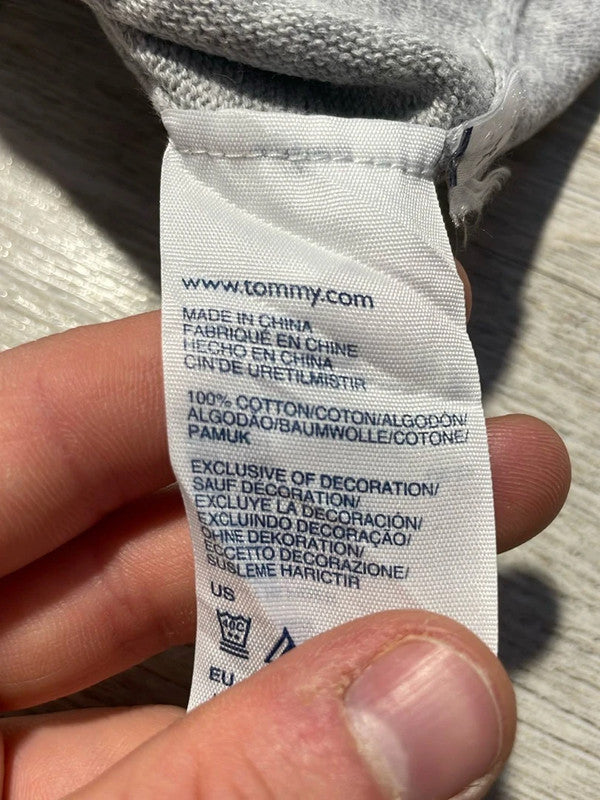 www.tommy.com
MADE IN CHINA
FABRIQUÉ EN CHINE
HECHO EN CHINA
CIN'DE URETILMISTIR
100% COTTON/COTON/ALGODÓN/
ALGODÃO/BAUMWOLLE/COTONE/
PAMUK
EXCLUSIVE OF DECORATION/
SAUF DÉCORATION/
EXCLUYE LA DECORACIÓN/
EXCLUINDO DECORAÇÃO/
OHNE DEKORATION/
ECCETTO DECORAZIONE/
SUSLEME HARICTIR
US
40C
EU